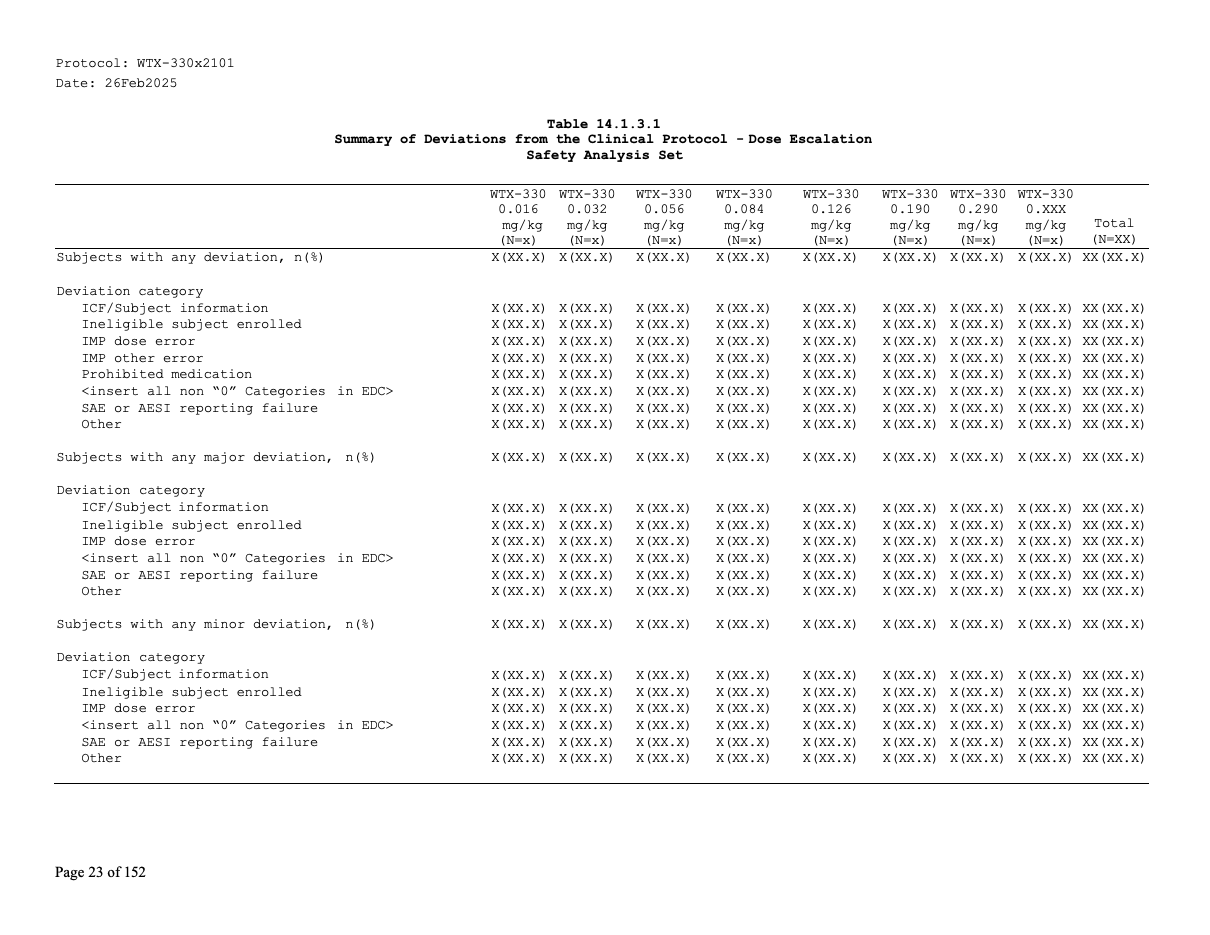 Protocol: WTX-330x2101
Date: 26Feb2025
Table 14.1.3.1
Summary of Deviations from the Clinical Protocol - Dose Escalation
Safety Analysis Set
WTX-330 WTX-330 WTX-330 WTX-330 WTX-330 WTX-330 WTX-330 WTX-330
0.016 0.032 0.056 0.084 0.126 0.190 0.290 0.XXX
mg/kg mg/kg mg/kg mg/kg mg/kg mg/kg mg/kg mg/kg Total
(N=x) (N=x) (N=x) (N=x) (N=x) (N=x) (N=x) (N=x) (N=XX)
Subjects with any deviation, n(%) X(XX.X) X(XX.X) X(XX.X) X(XX.X) X(XX.X) X(XX.X) X(XX.X) X(XX.X) XX(XX.X)
Deviation category
ICF/Subject information X(XX.X) X(XX.X) X(XX.X) X(XX.X) X(XX.X) X(XX.X) X(XX.X) X(XX.X) XX(XX.X)
Ineligible subject enrolled X(XX.X) X(XX.X) X(XX.X) X(XX.X) X(XX.X) X(XX.X) X(XX.X) X(XX.X) XX(XX.X)
IMP dose error X(XX.X) X(XX.X) X(XX.X) X(XX.X) X(XX.X) X(XX.X) X(XX.X) X(XX.X) XX(XX.X)
IMP other error X(XX.X) X(XX.X) X(XX.X) X(XX.X) X(XX.X) X(XX.X) X(XX.X) X(XX.X) XX(XX.X)
Prohibited medication X(XX.X) X(XX.X) X(XX.X) X(XX.X) X(XX.X) X(XX.X) X(XX.X) X(XX.X) XX(XX.X)
<insert all non “0” Categories in EDC> X(XX.X) X(XX.X) X(XX.X) X(XX.X) X(XX.X) X(XX.X) X(XX.X) X(XX.X) XX(XX.X)
SAE or AESI reporting failure X(XX.X) X(XX.X) X(XX.X) X(XX.X) X(XX.X) X(XX.X) X(XX.X) X(XX.X) XX(XX.X)
Other X(XX.X) X(XX.X) X(XX.X) X(XX.X) X(XX.X) X(XX.X) X(XX.X) X(XX.X) XX(XX.X)
Subjects with any major deviation, n(%) X(XX.X) X(XX.X) X(XX.X) X(XX.X) X(XX.X) X(XX.X) X(XX.X) X(XX.X) XX(XX.X)
Deviation category
ICF/Subject information X(XX.X) X(XX.X) X(XX.X) X(XX.X) X(XX.X) X(XX.X) X(XX.X) X(XX.X) XX(XX.X)
Ineligible subject enrolled X(XX.X) X(XX.X) X(XX.X) X(XX.X) X(XX.X) X(XX.X) X(XX.X) X(XX.X) XX(XX.X)
IMP dose error X(XX.X) X(XX.X) X(XX.X) X(XX.X) X(XX.X) X(XX.X) X(XX.X) X(XX.X) XX(XX.X)
<insert all non “0” Categories in EDC> X(XX.X) X(XX.X) X(XX.X) X(XX.X) X(XX.X) X(XX.X) X(XX.X) X(XX.X) XX(XX.X)
SAE or AESI reporting failure X(XX.X) X(XX.X) X(XX.X) X(XX.X) X(XX.X) X(XX.X) X(XX.X) X(XX.X) XX(XX.X)
Other X(XX.X) X(XX.X) X(XX.X) X(XX.X) X(XX.X) X(XX.X) X(XX.X) X(XX.X) XX(XX.X)
Subjects with any minor deviation, n(%) X(XX.X) X(XX.X) X(XX.X) X(XX.X) X(XX.X) X(XX.X) X(XX.X) X(XX.X) XX(XX.X)
Deviation category
ICF/Subject information X(XX.X) X(XX.X) X(XX.X) X(XX.X) X(XX.X) X(XX.X) X(XX.X) X(XX.X) XX(XX.X)
Ineligible subject enrolled X(XX.X) X(XX.X) X(XX.X) X(XX.X) X(XX.X) X(XX.X) X(XX.X) X(XX.X) XX(XX.X)
IMP dose error X(XX.X) X(XX.X) X(XX.X) X(XX.X) X(XX.X) X(XX.X) X(XX.X) X(XX.X) XX(XX.X)
<insert all non “0” Categories in EDC> X(XX.X) X(XX.X) X(XX.X) X(XX.X) X(XX.X) X(XX.X) X(XX.X) X(XX.X) XX(XX.X)
SAE or AESI reporting failure X(XX.X) X(XX.X) X(XX.X) X(XX.X) X(XX.X) X(XX.X) X(XX.X) X(XX.X) XX(XX.X)
Other X(XX.X) X(XX.X) X(XX.X) X(XX.X) X(XX.X) X(XX.X) X(XX.X) X(XX.X) XX(XX.X)
Page 23 of 152